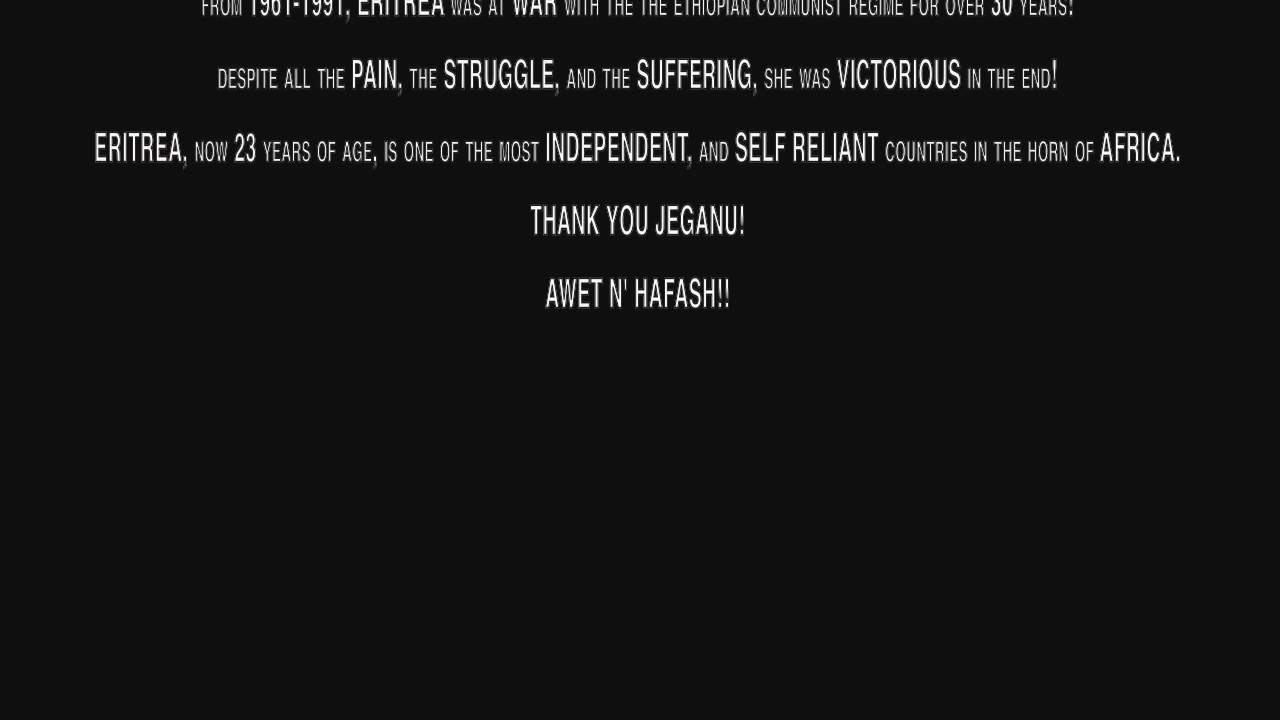 FROM 1961-1991, ERITREA WAS AT WAR WITH THE THE ETHIOPIAN COMMUNIST REGIME FOR OVER 30 YEARS!
DESPITE ALL THE PAIN, THE STRUGGLE, AND THE SUFFERING, SHE WAS VICTORIOUS IN THE END!
ERITREA, NOW 23 YEARS OF AGE, IS ONE OF THE MOST INDEPENDENT, AND SELF RELIANT COUNTRIES IN THE HORN OF AFRICA.
THANK YOU JEGANU!
AWET N' HAFASH!!